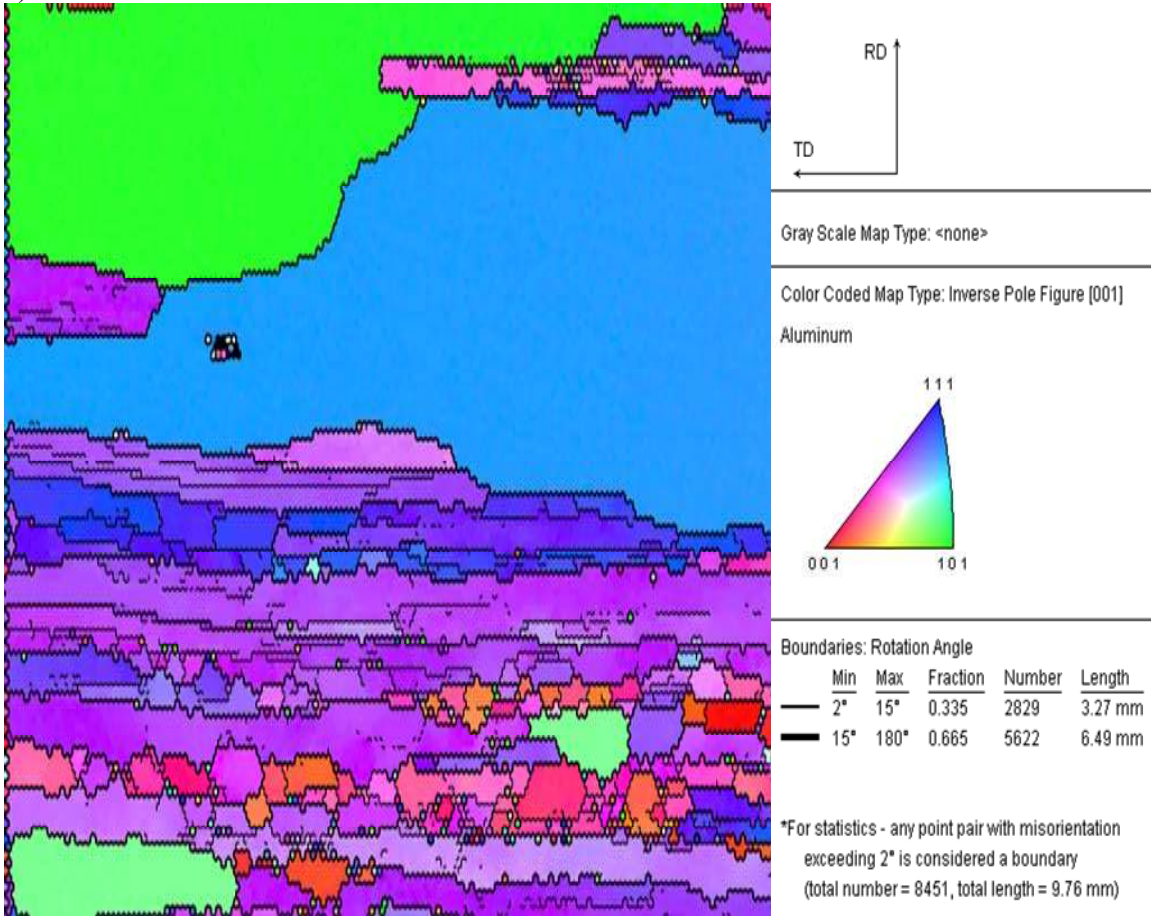 RD
TD
Gray Scale Map Type: <none>
Color Coded Map Type: Inverse Pole Figure [001]
Aluminum
111
001 101
Boundaries: Rotation Angle
Min Max Fraction Number Length
2° 15° 0.335 2829 3.27 mm
15° 180° 0.665 5622 6.49 mm
*For statistics - any point pair with misorientation
exceeding 2° is considered a boundary
(total number = 8451, total length = 9.76 mm)